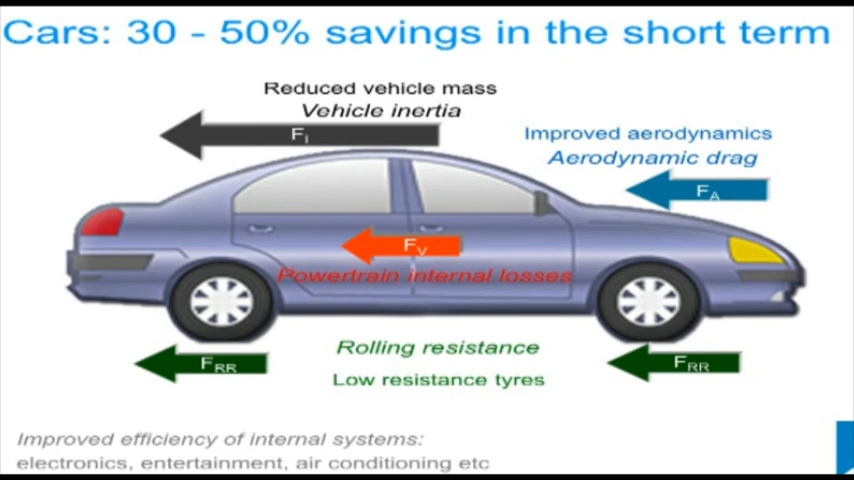 Cars: 30 - 50% savings in the short term
Reduced vehicle mass
Vehicle inertia
FI
Improved aerodynamics
Aerodynamic drag
FA
FV
Powertrain internal losses
Rolling resistance
FRR
FRR
Low resistance tyres
Improved efficiency of internal systems:
electronics, entertainment, air conditioning etc